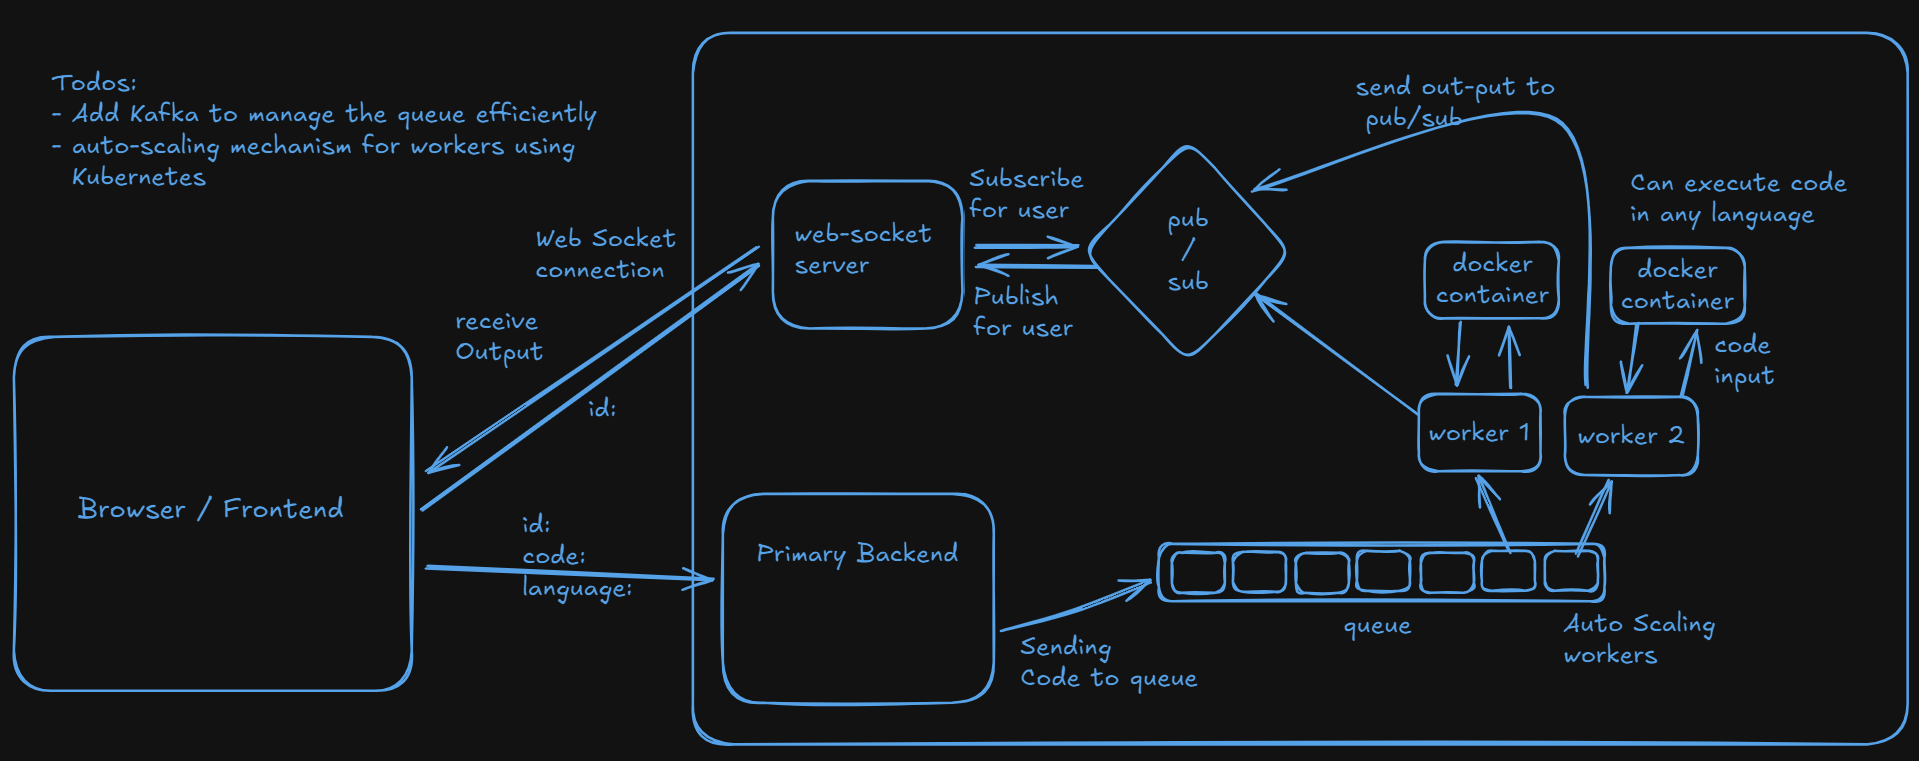 Todos:
- Add Kafka to manage the queue efficiently
- auto-scaling mechanism for workers using
Kubernetes
send out-put to
pub/sub
Can execute code
in any language
Subscribe
for user
Web Socket
connection
web-socket
server
pub
/
sub
Publish
for user
docker
container
docker
container
code
input
receive
Output
id:
worker 1
worker 2
Browser / Frontend
id:
code:
language:
Primary Backend
Sending
Code to queue
queue
Auto Scaling
workers